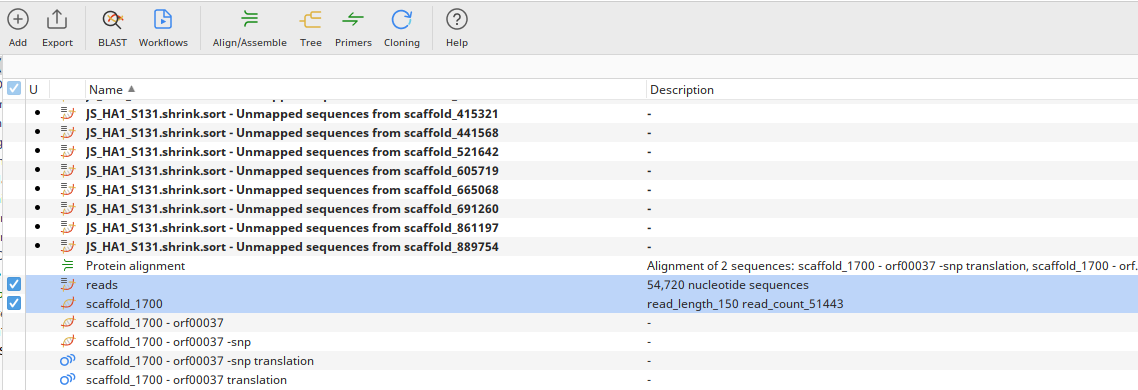 Add Export BLAST Workflows Align/Assemble Tree Primers Cloning Help
U Name ▲ Description
JS_HA1_S131.shrink.sort - Unmapped sequences from scaffold_415321 -
JS_HA1_S131.shrink.sort - Unmapped sequences from scaffold_441568 -
JS_HA1_S131.shrink.sort - Unmapped sequences from scaffold_521642 -
JS_HA1_S131.shrink.sort - Unmapped sequences from scaffold_605719 -
JS_HA1_S131.shrink.sort - Unmapped sequences from scaffold_665068 -
JS_HA1_S131.shrink.sort - Unmapped sequences from scaffold_691260 -
JS_HA1_S131.shrink.sort - Unmapped sequences from scaffold_861197 -
JS_HA1_S131.shrink.sort - Unmapped sequences from scaffold_889754 -
Protein alignment Alignment of 2 sequences: scaffold_1700 - orf00037 -snp translation, scaffold_1700 - orf.
reads 54,720 nucleotide sequences
scaffold_1700 read_length_150 read_count_51443
scaffold_1700 - orf00037 -
scaffold_1700 - orf00037 -snp -
scaffold_1700 - orf00037 -snp translation -
scaffold_1700 - orf00037 translation -